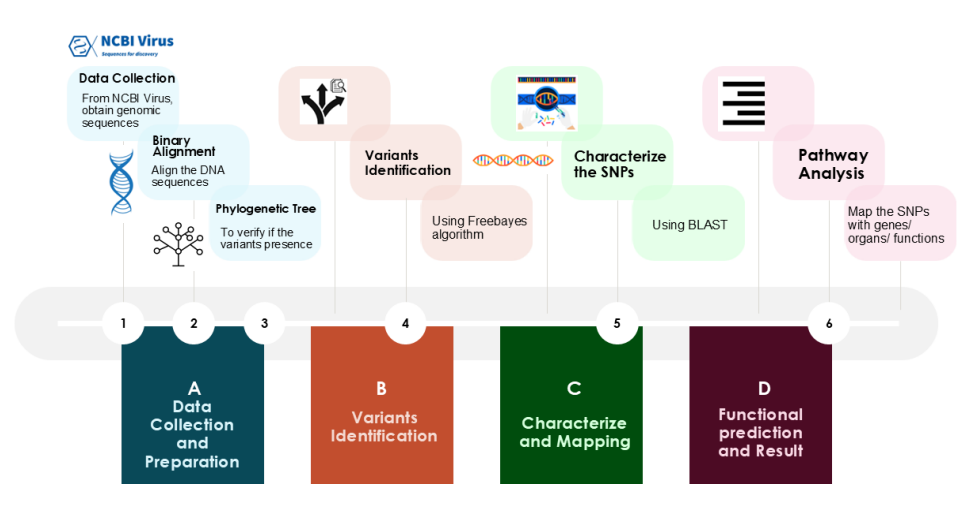 NCBI Virus
Sequences for discovery
Data Collection
From NCBI Virus,
obtain genomic
sequences
Binary
Alignment
Align the DNA
sequences
Phylogenetic Tree
To verify if the
variants presence
Variants
Identification
Using Freebayes
algorithm
Characterize
the SNPs
Using BLAST
Pathway
Analysis
Map the SNPs
with genes/
organs/ functions
1
2
3
4
5
6
A
Data
Collection
and
Preparation
B
Variants
Identification
C
Characterize
and Mapping
D
Functional
prediction
and Result